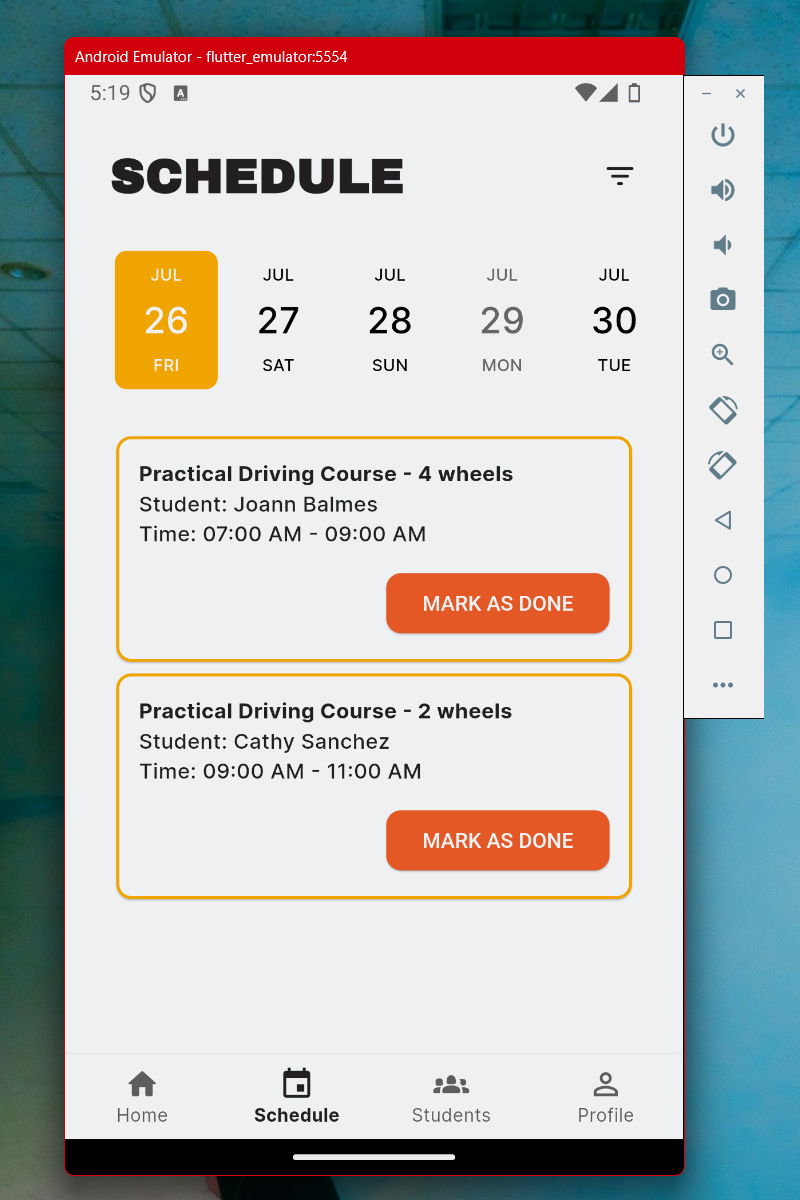 Android Emulator - flutter_emulator:5554
5:19
A
SCHEDULE
JUL JUL JUL JUL JUL
26 27 28 29 30
FRI SAT SUN MON TUE
Practical Driving Course - 4 wheels
Student: Joann Balmes
Time: 07:00 AM - 09:00 AM
MARK AS DONE
Practical Driving Course - 2 wheels
Student: Cathy Sanchez
Time: 09:00 AM - 11:00 AM
MARK AS DONE
Home Schedule Students Profile